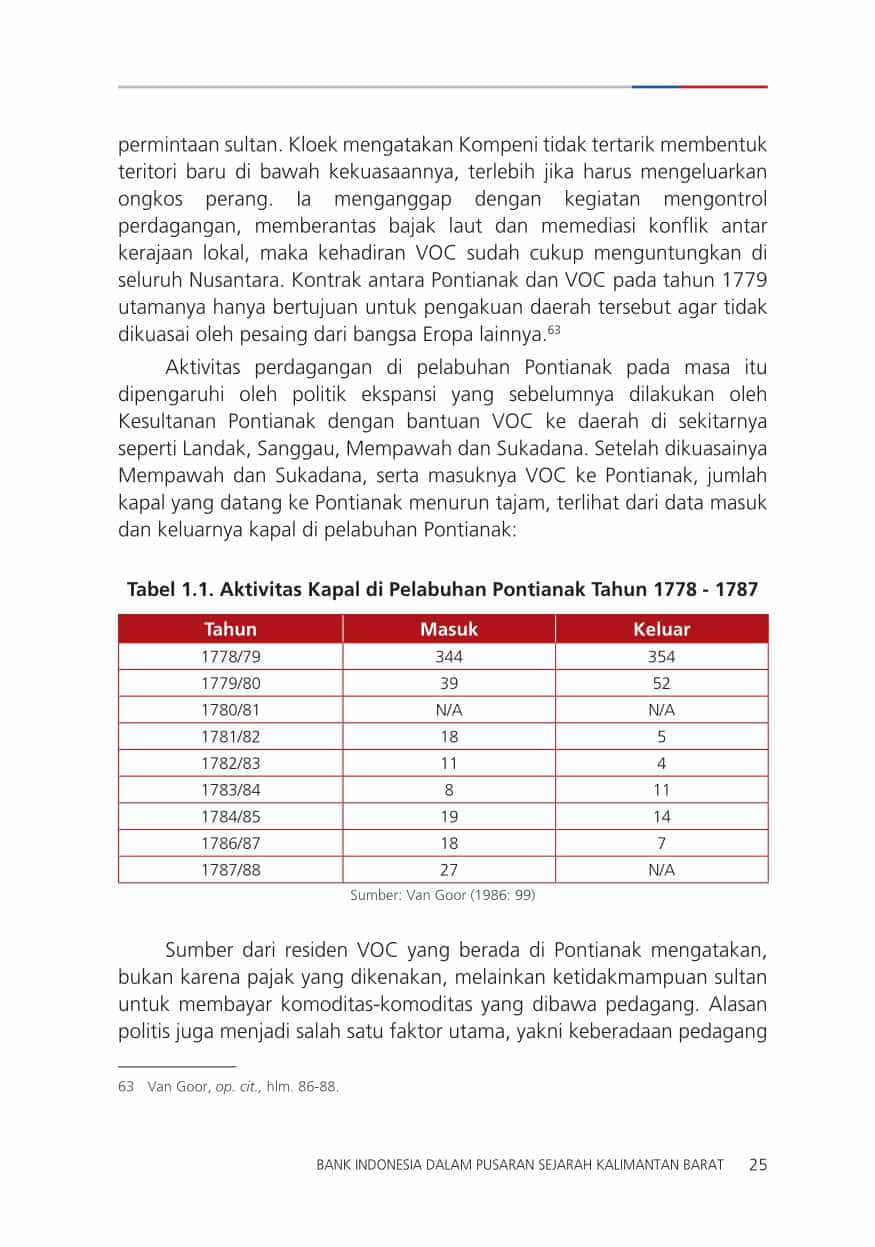 permintaan sultan. Kloek mengatakan Kompeni tidak tertarik membentuk
teritori baru di bawah kekuasaannya, terlebih jika harus mengeluarkan
ongkos perang. Ia menganggap dengan kegiatan mengontrol
perdagangan, memberantas bajak laut dan memediasi konflik antar
kerajaan lokal, maka kehadiran VOC sudah cukup menguntungkan di
seluruh Nusantara. Kontrak antara Pontianak dan VOC pada tahun 1779
utamanya hanya bertujuan untuk pengakuan daerah tersebut agar tidak
dikuasai oleh pesaing dari bangsa Eropa lainnya.63
Aktivitas perdagangan di pelabuhan Pontianak pada masa itu
dipengaruhi oleh politik ekspansi yang sebelumnya dilakukan oleh
Kesultanan Pontianak dengan bantuan VOC ke daerah di sekitarnya
seperti Landak, Sanggau, Mempawah dan Sukadana. Setelah dikuasainya
Mempawah dan Sukadana, serta masuknya VOC ke Pontianak, jumlah
kapal yang datang ke Pontianak menurun tajam, terlihat dari data masuk
dan keluarnya kapal di pelabuhan Pontianak:
Tabel 1.1. Aktivitas Kapal di Pelabuhan Pontianak Tahun 1778 - 1787
Tahun Masuk Keluar
1778/79 344 354
1779/80 39 52
1780/81 N/A N/A
1781/82 18 5
1782/83 11 4
1783/84 8 11
1784/85 19 14
1786/87 18 7
1787/88 27 N/A
Sumber: Van Goor (1986: 99)
Sumber dari residen VOC yang berada di Pontianak mengatakan,
bukan karena pajak yang dikenakan, melainkan ketidakmampuan sultan
untuk membayar komoditas-komoditas yang dibawa pedagang. Alasan
politis juga menjadi salah satu faktor utama, yakni keberadaan pedagang
63 Van Goor, op. cit., hlm. 86-88.
BANK INDONESIA DALAM PUSARAN SEJARAH KALIMANTAN BARAT 25